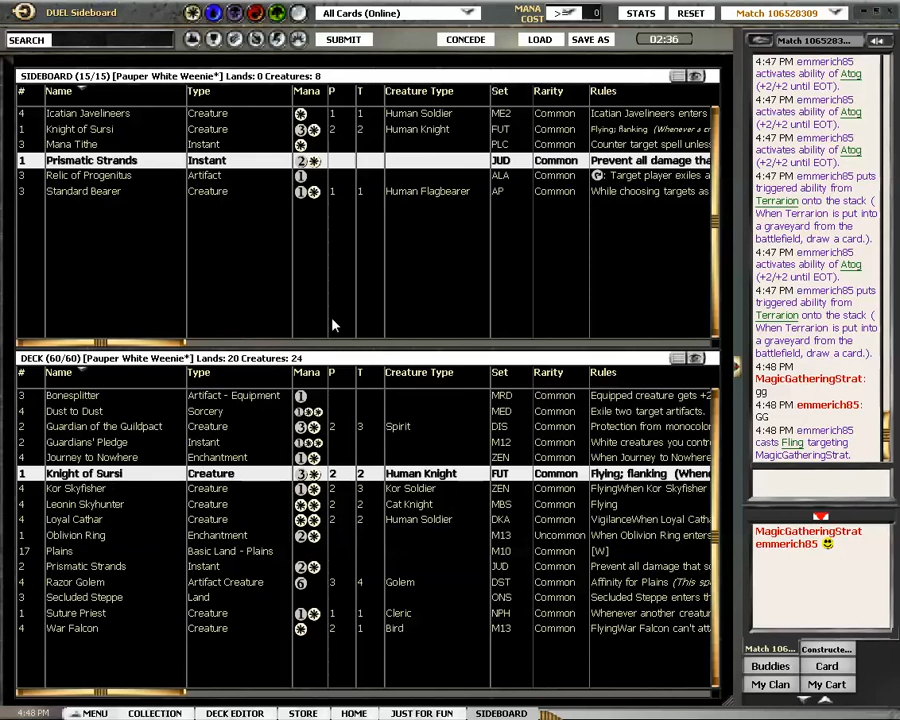 DUEL Sideboard
All Cards (Online)
MANA COST
>=
0
STATS
RESET
Match 106528309
SEARCH
SUBMIT
CONCEDE
LOAD
SAVE AS
02:36
Match 1065283...
SIDEBOARD (15/15) [Pauper White Weenie*] Lands: 0 Creatures: 8
# Name Type Mana P T Creature Type Set Rarity Rules
4 Icatian Javelineers Creature 1 1 Human Soldier ME2 Common Icatian Javelineers enters
1 Knight of Sursi Creature 3 2 2 Human Knight FUT Common Flying; flanking (Whenever a cr
3 Mana Tithe Instant PLC Common Counter target spell unless
1 Prismatic Strands Instant 2 JUD Common Prevent all damage tha
4 Relic of Progenitus Artifact 1 ALA Common : Target player exiles a
2 Standard Bearer Creature 1 1 1 Human Flagbearer AP Common While choosing targets as
DECK (60/60) [Pauper White Weenie*] Lands: 20 Creatures: 24
# Name Type Mana P T Creature Type Set Rarity Rules
3 Bonesplitter Artifact - Equipment 1 MRD Common Equipped creature gets +2
4 Dust to Dust Sorcery 1 MED Common Exile two target artifacts.
2 Guardian of the Guildpact Creature 3 2 3 Spirit DIS Common Protection from monocolo
2 Guardians' Pledge Instant 1 M12 Common White creatures you contr
4 Journey to Nowhere Enchantment 1 ZEN Common When Journey to Nowhere
1 Knight of Sursi Creature 3 2 2 Human Knight FUT Common Flying; flanking (When
4 Kor Skyfisher Creature 1 2 3 Kor Soldier ZEN Common FlyingWhen Kor Skyfisher
4 Leonin Skyhunter Creature 2 2 Cat Knight MBS Common Flying
4 Loyal Cathar Creature 2 2 Human Soldier DKA Common VigilanceWhen Loyal Cathar
1 Oblivion Ring Enchantment 2 M13 Uncommon When Oblivion Ring enter
17 Plains Basic Land - Plains M10 Common [W]
2 Prismatic Strands Instant 2 JUD Common Prevent all damage that so
4 Razor Golem Artifact Creature 6 3 4 Golem DST Common Affinity for Plains (This sp
3 Secluded Steppe Land ONS Common Secluded Steppe enters th
1 Suture Priest Creature 1 1 1 Cleric NPH Common Whenever another creatur
4 War Falcon Creature 2 1 Bird M13 Common FlyingWar Falcon can't att
4:47 PM emmerich85
activates ability of Atog
(+2/+2 until EOT).
4:47 PM emmerich85
activates ability of Atog
(+2/+2 until EOT).
4:47 PM emmerich85
activates ability of Atog
(+2/+2 until EOT).
4:47 PM emmerich85 puts
triggered ability from
Terrarion onto the stack (
When Terrarion is put into
a graveyard from the
battlefield, draw a card.).
4:47 PM emmerich85
activates ability of Atog
(+2/+2 until EOT).
4:47 PM emmerich85 puts
triggered ability from
Terrarion onto the stack (
When Terrarion is put into
a graveyard from the
battlefield, draw a card.).
4:48 PM
MagicGatheringStrat:
gg
4:48 PM emmerich85:
GG
4:48 PM emmerich85
casts Fling targeting
MagicGatheringStrat.
MagicGatheringStrat
emmerich85
Match 106...
Constructe...
Buddies
Card
My Clan
My Cart
4:48 PM
MENU
COLLECTION
DECK EDITOR
STORE
HOME
JUST FOR FUN
SIDEBOARD